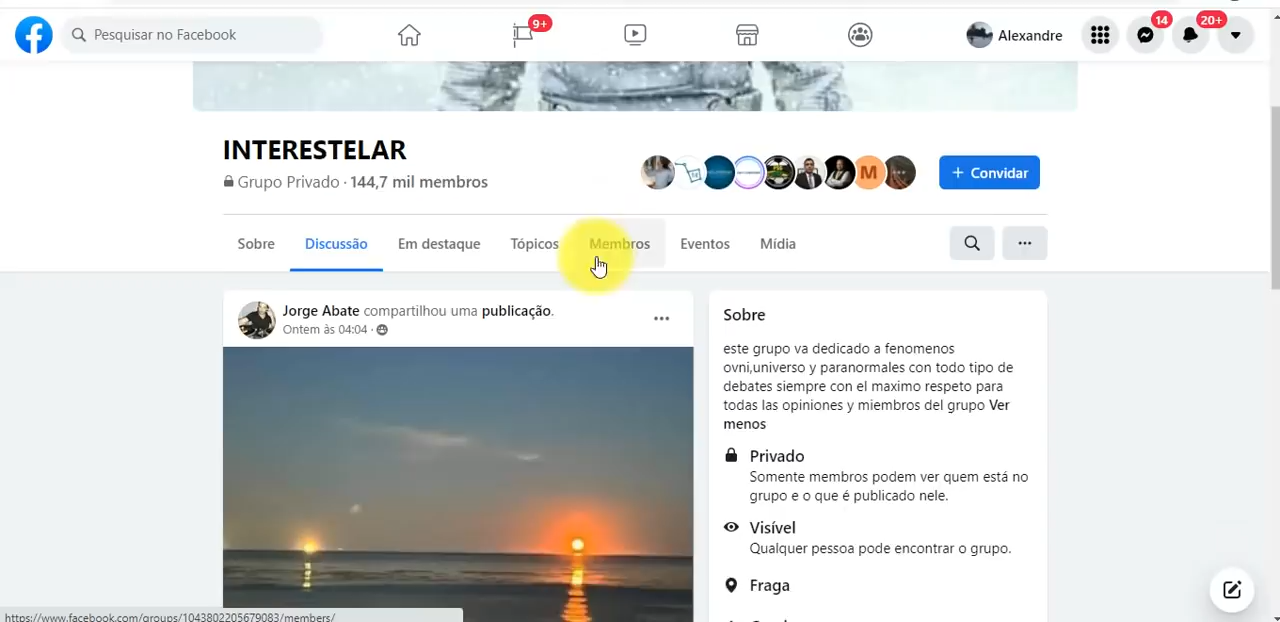 Pesquisar no Facebook
9+
Alexandre
14
20+
INTERESTELAR
Grupo Privado · 144,7 mil membros
M
+ Convidar
Sobre
Discussão
Em destaque
Tópicos
Membros
Eventos
Mídia
Jorge Abate compartilhou uma publicação.
Ontem às 04:04 ·
Sobre
este grupo va dedicado a fenomenos
ovni,universo y paranormales con todo tipo de
debates siempre con el maximo respeto para
todas las opiniones y miembros del grupo Ver
menos
Privado
Somente membros podem ver quem está no
grupo e o que é publicado nele.
Visível
Qualquer pessoa pode encontrar o grupo.
Fraga
https://www.facebook.com/groups/1043802205679083/members/